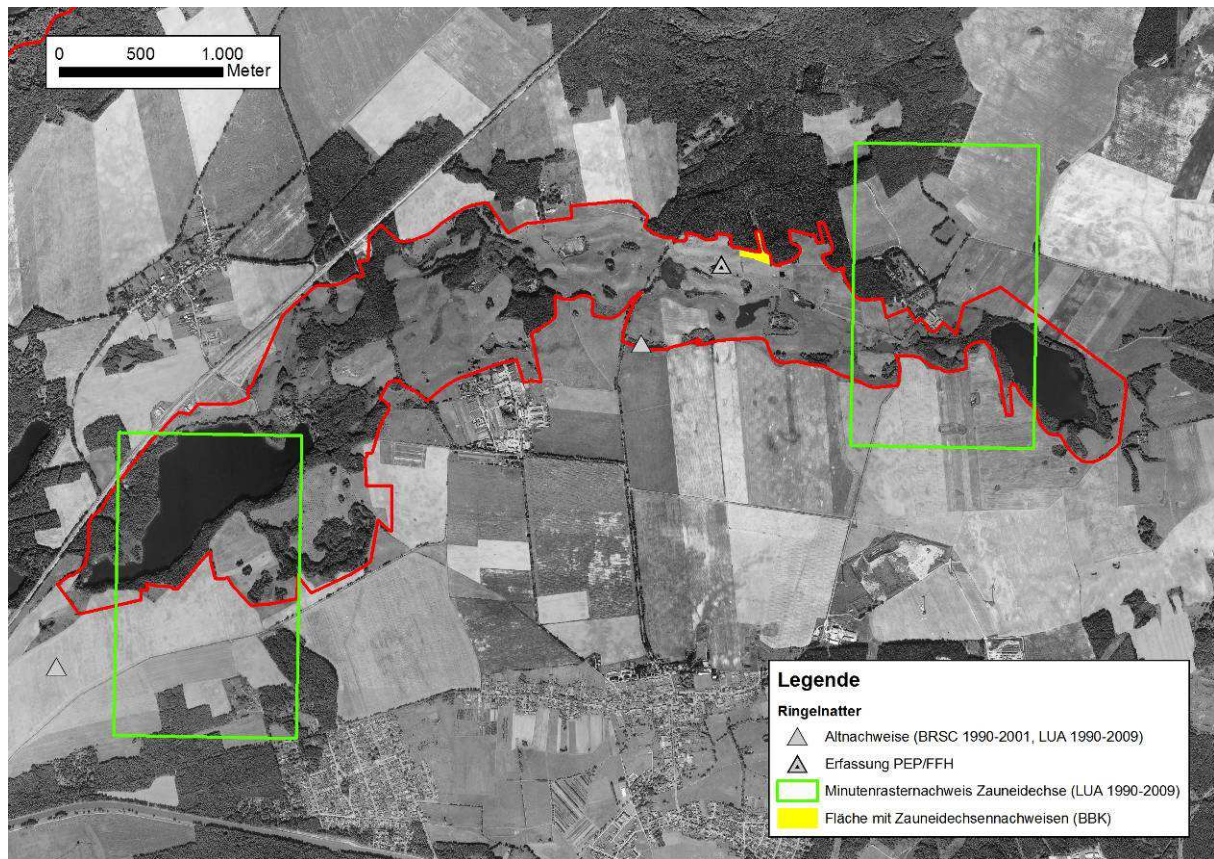 0 500 1.000
Meter
Legende
Ringelnatter
Altnachweise (BRSC 1990-2001, LUA 1990-2009)
Erfassung PEP/FFH
Minutenrasternachweis Zauneidechse (LUA 1990-2009)
Fläche mit Zauneidechsennachweisen (BBK)